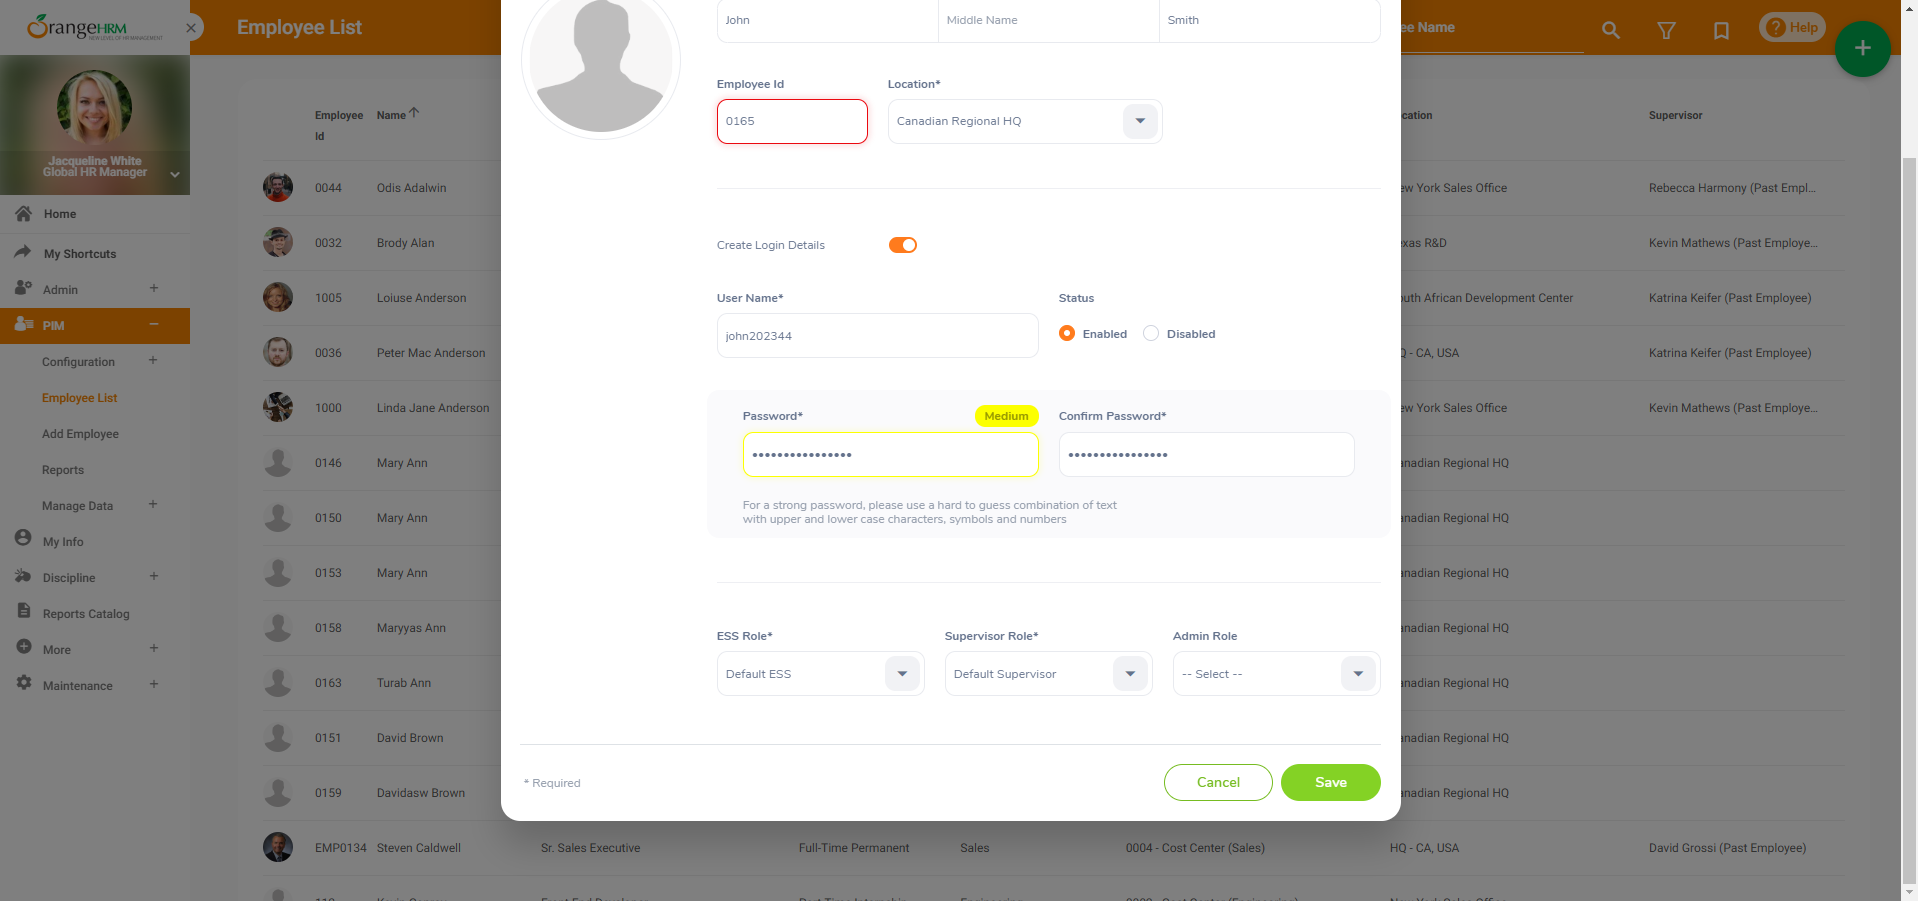 OrangeHRM
NEW LEVEL OF HR MANAGEMENT
Employee List
ee Name
Help
Jacqueline White
Global HR Manager
Home
My Shortcuts
Admin
PIM
Configuration
Employee List
Add Employee
Reports
Manage Data
My Info
Discipline
Reports Catalog
More
Maintenance
Employee Id
Name
cation
Supervisor
0044 Odis Adalwin ew York Sales Office Rebecca Harmony (Past Empl...
0032 Brody Alan exas R&D Kevin Mathews (Past Employe...
1005 Loiuse Anderson outh African Development Center Katrina Keifer (Past Employee)
0036 Peter Mac Anderson Q - CA, USA Katrina Keifer (Past Employee)
1000 Linda Jane Anderson ew York Sales Office Kevin Mathews (Past Employe...
0146 Mary Ann anadian Regional HQ
0150 Mary Ann anadian Regional HQ
0153 Mary Ann anadian Regional HQ
0158 Maryyas Ann anadian Regional HQ
0163 Turab Ann anadian Regional HQ
0151 David Brown anadian Regional HQ
0159 Davidasw Brown anadian Regional HQ
EMP0134 Steven Caldwell Sr. Sales Executive Full-Time Permanent Sales 0004 - Cost Center (Sales) HQ - CA, USA David Grossi (Past Employee)
John
Middle Name
Smith
Employee Id
Location*
0165
Canadian Regional HQ
Create Login Details
User Name*
Status
john202344
Enabled
Disabled
Password*
Medium
Confirm Password*
••••••••••••••••
••••••••••••••••
For a strong password, please use a hard to guess combination of text
with upper and lower case characters, symbols and numbers
ESS Role*
Supervisor Role*
Admin Role
Default ESS
Default Supervisor
-- Select --
* Required
Cancel
Save